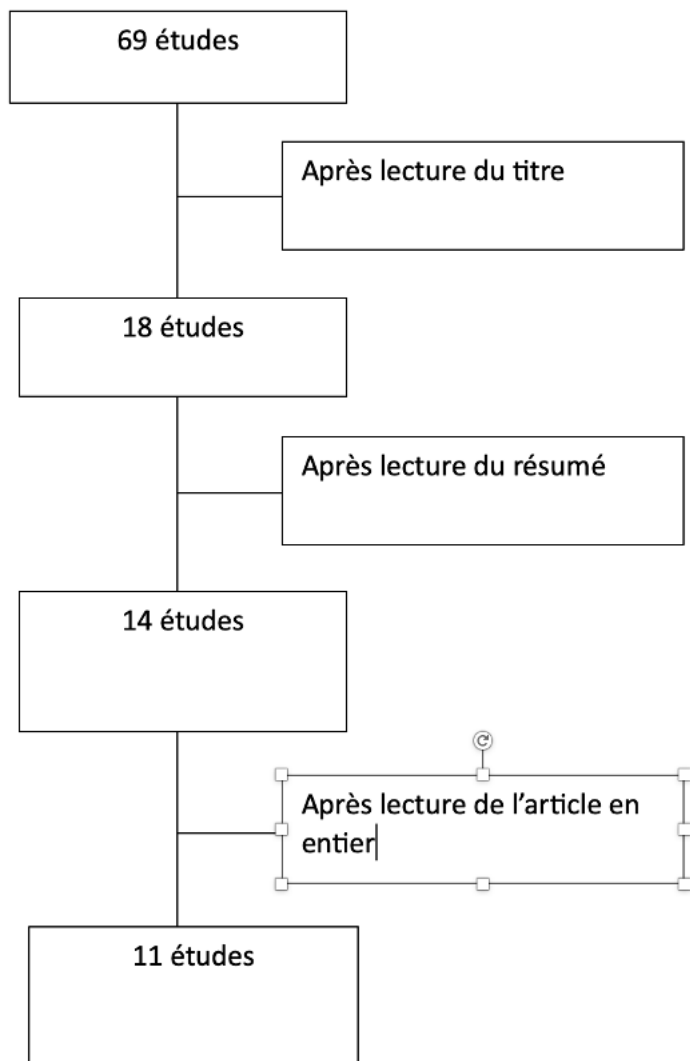 69 études
Après lecture du titre
18 études
Après lecture du résumé
14 études
Après lecture de l’article en
entier
11 études